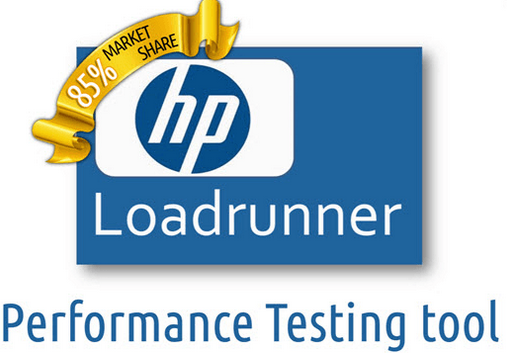 85% MARKET
SHARE
hp
Loadrunner
Performance Testing tool